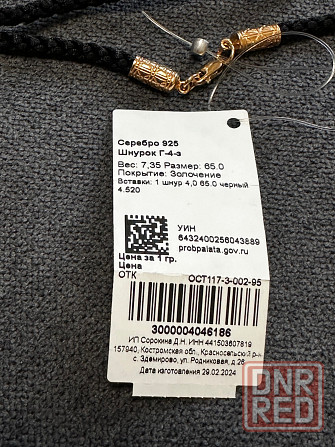 Серебро 925
Шнурок Г-4-з
Вес: 7,35 Размер: 65.0
Покрытие: Золочение
Вставки: 1 шнур 4,0 65.0 черный
4.520
УИН
6432400256043889
probpalata.gov.ru
Цена за 1 гр.
Цена
ОТК
ОСТ117-3-002-95
3000004046186
ИП Сорокина Д.Н. ИНН 441503607819
157940, Костромская обл., Красносельский р-н,
с. Здемирово, ул. Родниковая, д.26
Дата изготовления 29.02.2024
DNR
RED